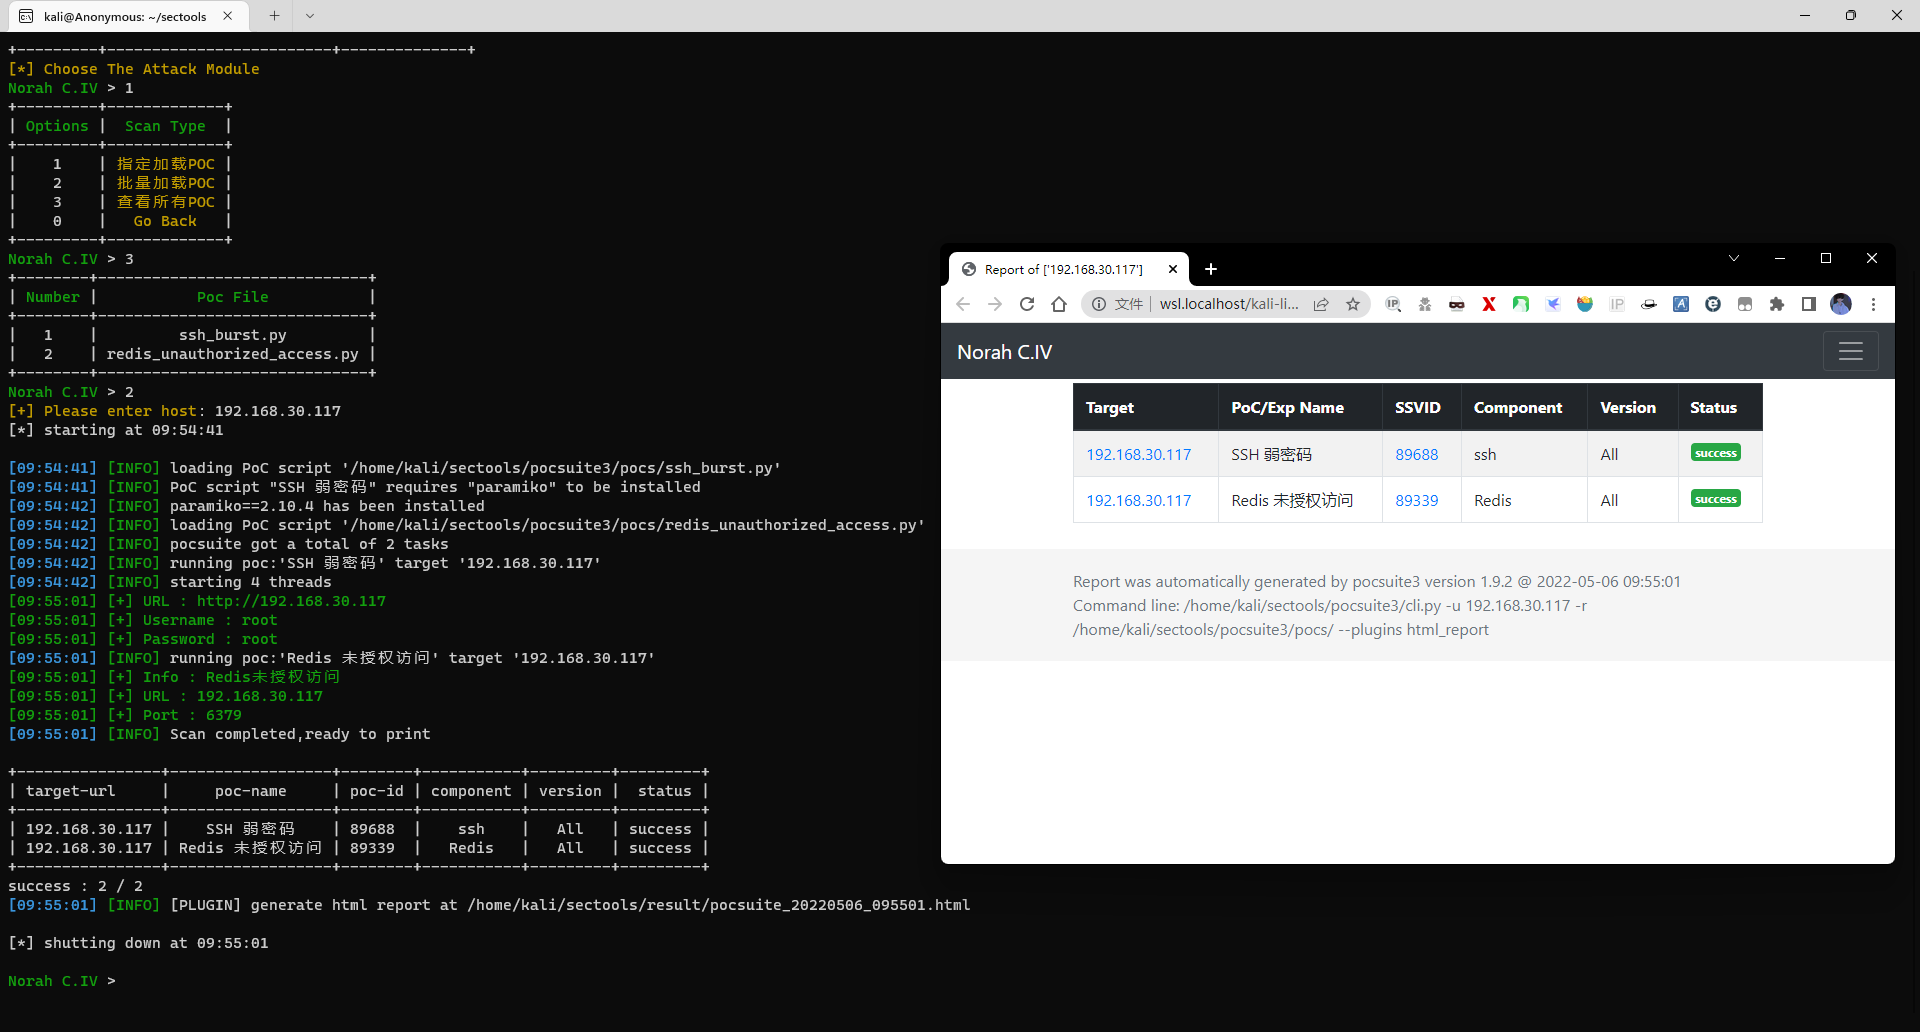 kali@Anonymous: ~/sectools
+---------+-------------------------+--------------+
[*] Choose The Attack Module
Norah C.IV > 1
+---------+-------------+
| Options | Scan Type |
+---------+-------------+
| 1 | 指定加载POC |
| 2 | 批量加载POC |
| 3 | 查看所有POC |
| 0 | Go Back |
+---------+-------------+
Norah C.IV > 3
+--------+------------------------------+
| Number | Poc File |
+--------+------------------------------+
| 1 | ssh_burst.py |
| 2 | redis_unauthorized_access.py |
+--------+------------------------------+
Norah C.IV > 2
[+] Please enter host: 192.168.30.117
[*] starting at 09:54:41
[09:54:41] [INFO] loading PoC script '/home/kali/sectools/pocsuite3/pocs/ssh_burst.py'
[09:54:41] [INFO] PoC script "SSH 弱密码" requires "paramiko" to be installed
[09:54:42] [INFO] paramiko==2.10.4 has been installed
[09:54:42] [INFO] loading PoC script '/home/kali/sectools/pocsuite3/pocs/redis_unauthorized_access.py'
[09:54:42] [INFO] pocsuite got a total of 2 tasks
[09:54:42] [INFO] running poc:'SSH 弱密码' target '192.168.30.117'
[09:54:42] [INFO] starting 4 threads
[09:55:01] [+] URL : http://192.168.30.117
[09:55:01] [+] Username : root
[09:55:01] [+] Password : root
[09:55:01] [INFO] running poc:'Redis 未授权访问' target '192.168.30.117'
[09:55:01] [+] Info : Redis未授权访问
[09:55:01] [+] URL : 192.168.30.117
[09:55:01] [+] Port : 6379
[09:55:01] [INFO] Scan completed,ready to print
+----------------+------------------+--------+-----------+---------+---------+
| target-url | poc-name | poc-id | component | version | status |
+----------------+------------------+--------+-----------+---------+---------+
| 192.168.30.117 | SSH 弱密码 | 89688 | ssh | All | success |
| 192.168.30.117 | Redis 未授权访问 | 89339 | Redis | All | success |
+----------------+------------------+--------+-----------+---------+---------+
success : 2 / 2
[09:55:01] [INFO] [PLUGIN] generate html report at /home/kali/sectools/result/pocsuite_20220506_095501.html
[*] shutting down at 09:55:01
Norah C.IV >
Report of ['192.168.30.117']
文件 | wsl.localhost/kali-li...
Norah C.IV
Target PoC/Exp Name SSVID Component Version Status
192.168.30.117 SSH 弱密码 89688 ssh All success
192.168.30.117 Redis 未授权访问 89339 Redis All success
Report was automatically generated by pocsuite3 version 1.9.2 @ 2022-05-06 09:55:01
Command line: /home/kali/sectools/pocsuite3/cli.py -u 192.168.30.117 -r
/home/kali/sectools/pocsuite3/pocs/ --plugins html_report